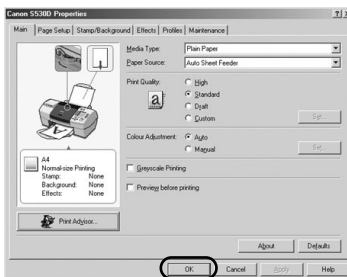 Canon S530D Properties
Main Page Setup Stamp/Background Effects Profiles Maintenance
Media Type: Plain Paper
Paper Source: Auto Sheet Feeder
Print Quality: High
Standard
Draft
Custom Set...
Colour Adjustment: Auto
Manual Set...
A4
Normal-size Printing
Stamp: None
Background: None
Effects: None
Greyscale Printing
Preview before printing
Print Advisor...
About Defaults
OK Cancel Apply Help